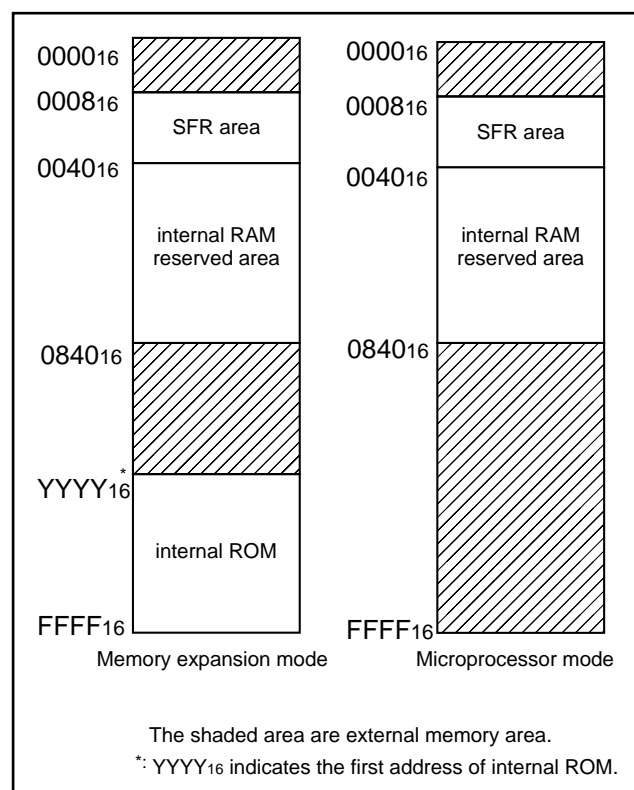 0000₁₆
0008₁₆
SFR area
0040₁₆
internal RAM
reserved area
0840₁₆
YYYY₁₆*
internal ROM
FFFF₁₆
Memory expansion mode
0000₁₆
0008₁₆
SFR area
0040₁₆
internal RAM
reserved area
0840₁₆
FFFF₁₆
Microprocessor mode
The shaded area are external memory area.
*: YYYY₁₆ indicates the first address of internal ROM.